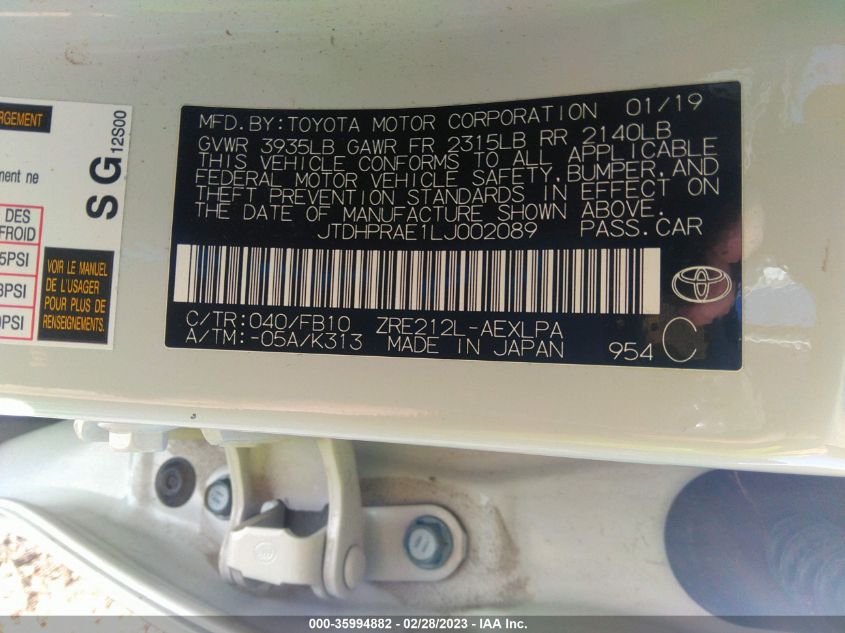 RGEMENT
SG12S00
ment ne
DES
FROID
5PSI
PSI
PSI
VOIR LE MANUEL
DE L'USAGER
POUR PLUS DE
RENSEIGNEMENTS.
MFD.BY:TOYOTA MOTOR CORPORATION 01/19
GVWR 3935LB GAWR FR 2315LB RR 2140LB
THIS VEHICLE CONFORMS TO ALL APPLICABLE
FEDERAL MOTOR VEHICLE SAFETY,BUMPER,AND
THEFT PREVENTION STANDARDS IN EFFECT ON
THE DATE OF MANUFACTURE SHOWN ABOVE.
JTDHPRAE1LJ002089 PASS.CAR
C/TR:040/FB10 ZRE212L-AEXLPA
A/TM:-05A/K313 MADE IN JAPAN 954 C
000-35994882 / 02/28/2023 - IAA Inc.